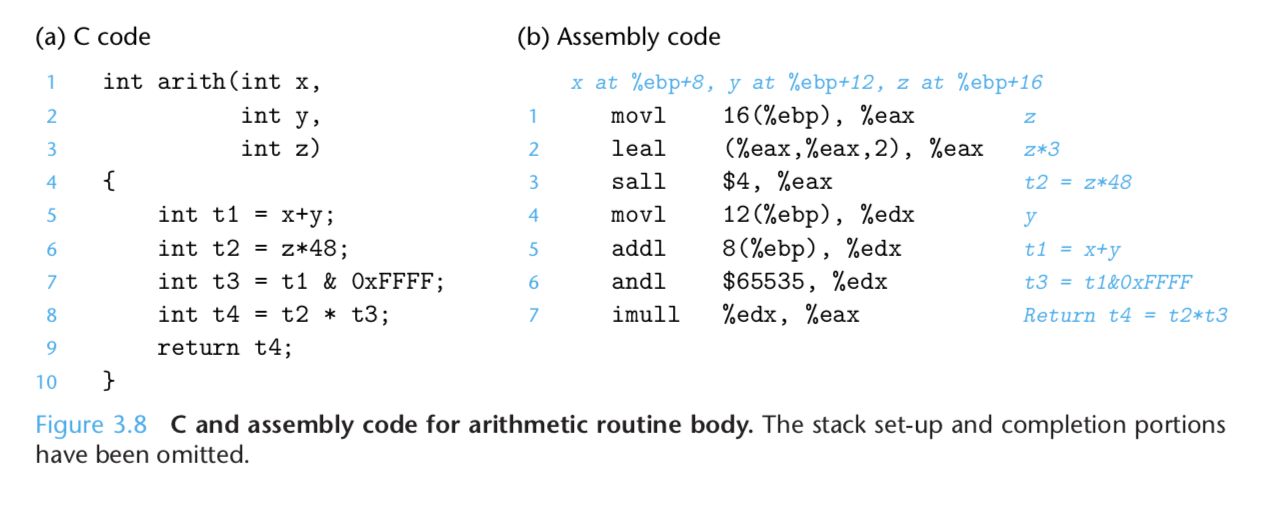 (a) C code
1 int arith(int x,
2 int y,
3 int z)
4 {
5 int t1 = x+y;
6 int t2 = z*48;
7 int t3 = t1 & 0xFFFF;
8 int t4 = t2 * t3;
9 return t4;
10 }
(b) Assembly code
x at %ebp+8, y at %ebp+12, z at %ebp+16
1 movl 16(%ebp), %eax z
2 leal (%eax,%eax,2), %eax z*3
3 sall $4, %eax t2 = z*48
4 movl 12(%ebp), %edx y
5 addl 8(%ebp), %edx t1 = x+y
6 andl $65535, %edx t3 = t1&0xFFFF
7 imull %edx, %eax Return t4 = t2*t3
Figure 3.8 C and assembly code for arithmetic routine body. The stack set-up and completion portions
have been omitted.